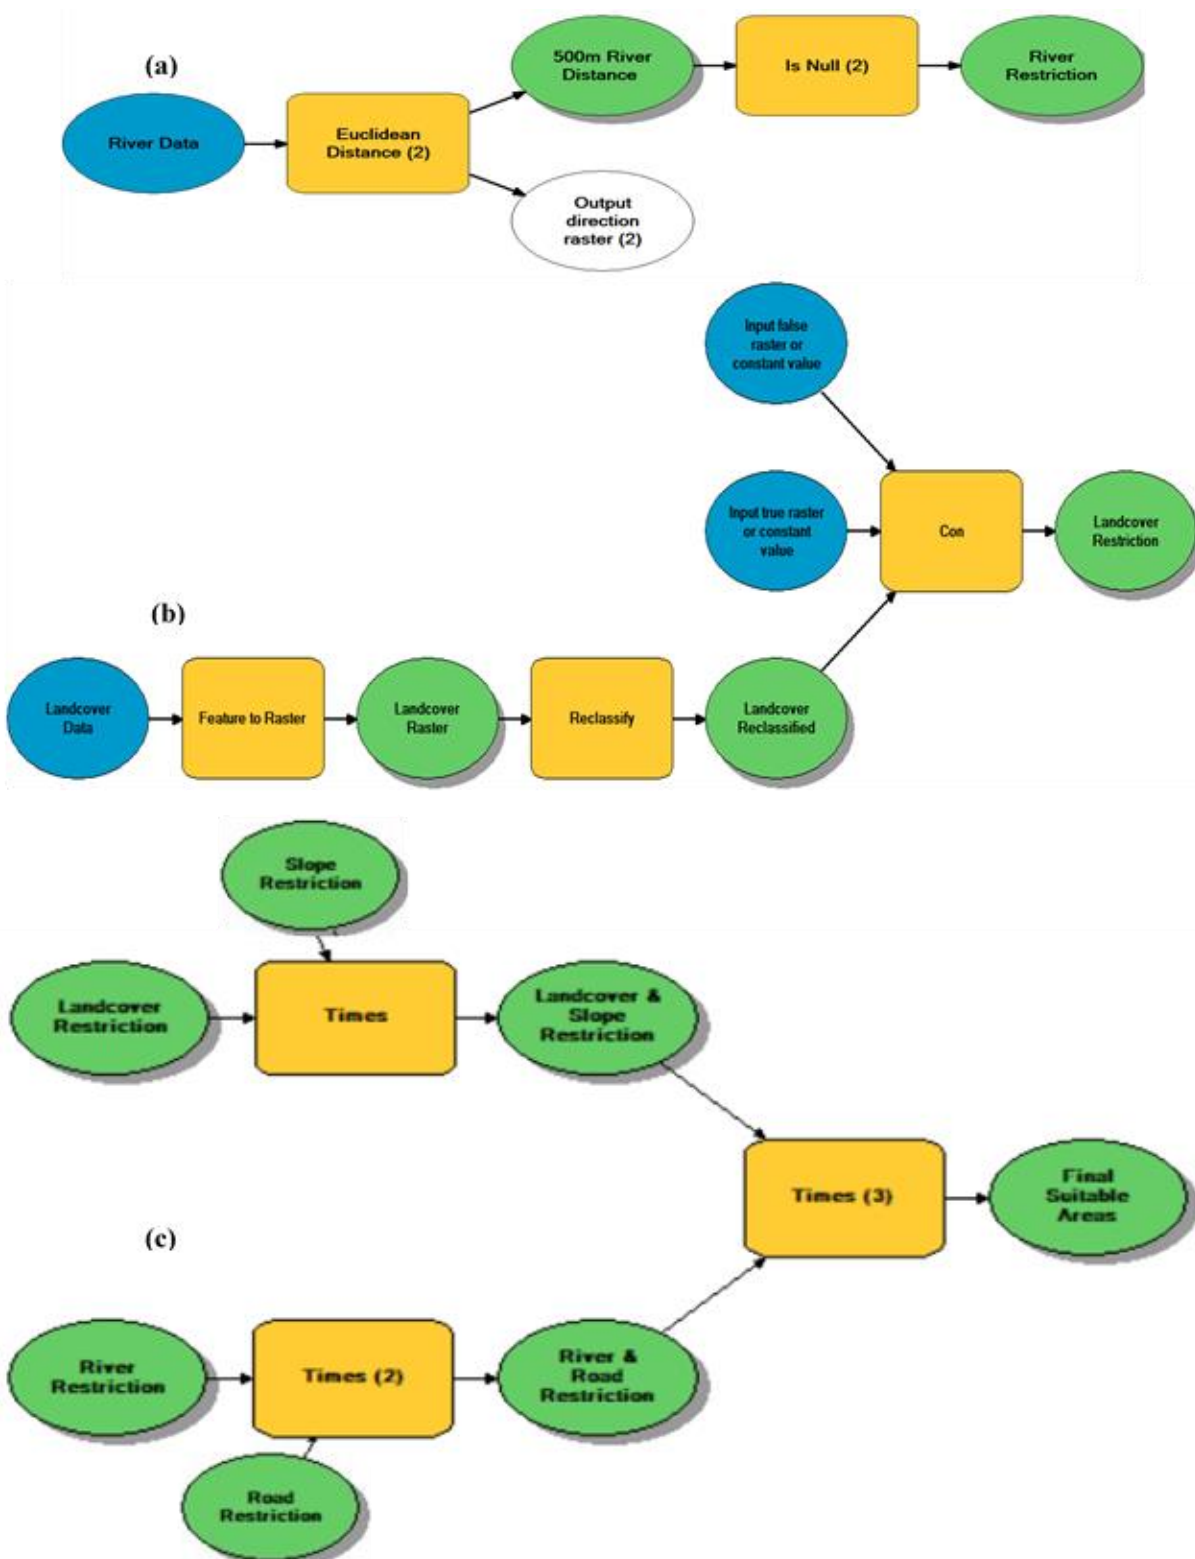 (a)
500m River
Distance
Is Null (2)
River
Restriction
River Data
Euclidean
Distance (2)
Output
direction
raster (2)
Input false
raster or
constant value
Input true raster
or constant
value
Con
Landcover
Restriction
(b)
Landcover
Data
Feature to Raster
Landcover
Raster
Reclassify
Landcover
Reclassified
Slope
Restriction
Landcover
Restriction
Times
Landcover &
Slope
Restriction
Times (3)
Final
Suitable
Areas
(c)
River
Restriction
Times (2)
River &
Road
Restriction
Road
Restriction